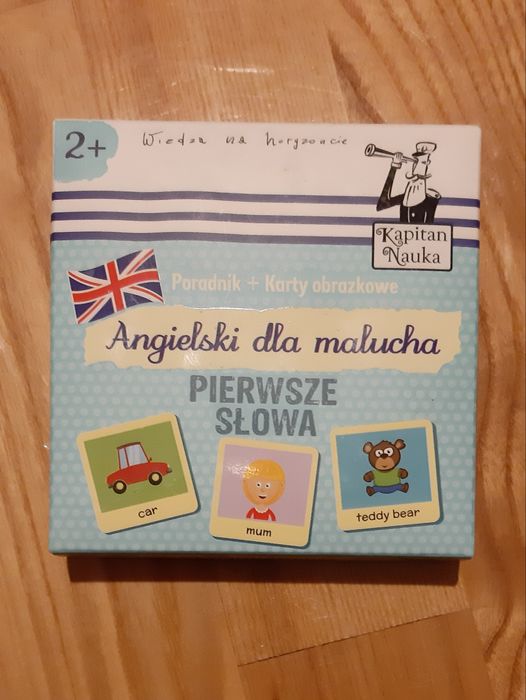 2+
Wiedza na horyzoncie
Kapitan
Nauka
Poradnik + Karty obrazkowe
Angielski dla malucha
PIERWSZE
SŁOWA
car
mum
teddy bear